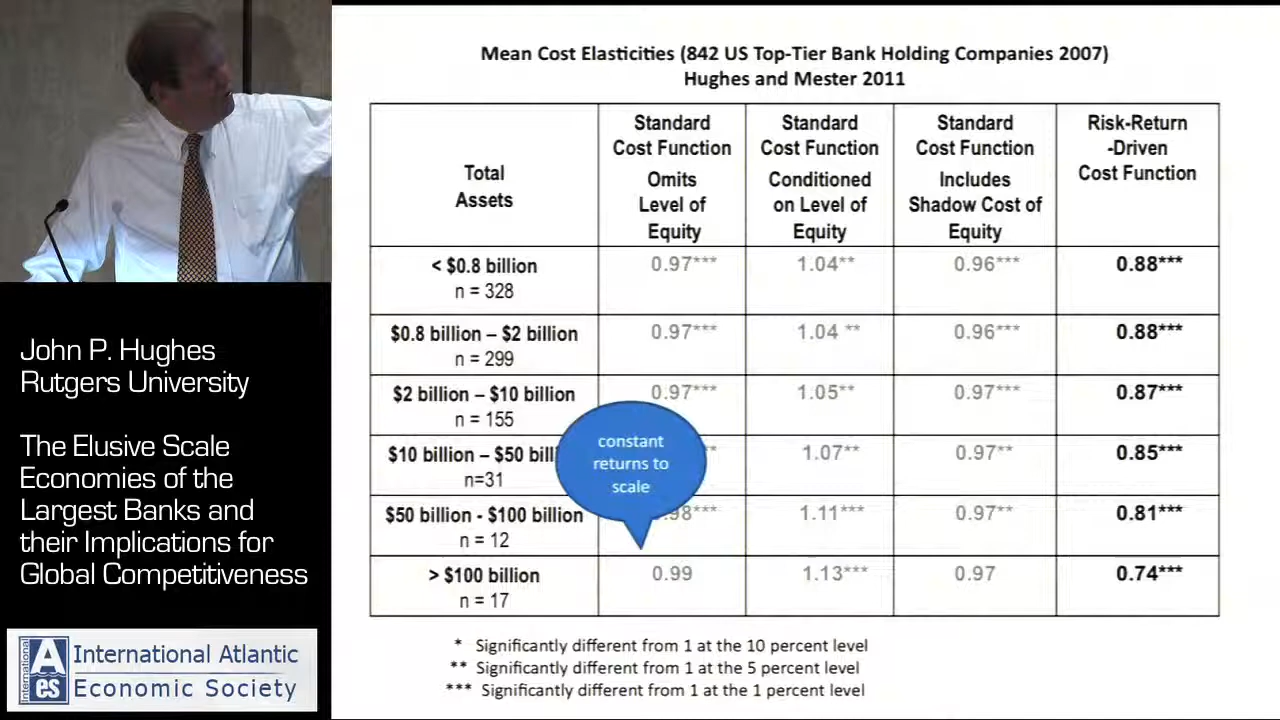 Mean Cost Elasticities (842 US Top-Tier Bank Holding Companies 2007)
Hughes and Mester 2011
Total
Assets
Standard
Cost Function
Omits
Level of
Equity
Standard
Cost Function
Conditioned
on Level of
Equity
Standard
Cost Function
Includes
Shadow Cost of
Equity
Risk-Return
-Driven
Cost Function
< $0.8 billion
n = 328
0.97***
1.04**
0.96***
0.88***
$0.8 billion – $2 billion
n = 299
0.97***
1.04 **
0.96***
0.88***
$2 billion – $10 billion
n = 155
0.97***
1.05**
0.97***
0.87***
$10 billion – $50
n=31
1.07**
0.97**
0.85***
constant
returns to
scale
$50 billion - $100 billion
n = 12
1.11***
0.97**
0.81***
> $100 billion
n = 17
0.99
1.13***
0.97
0.74***
* Significantly different from 1 at the 10 percent level
** Significantly different from 1 at the 5 percent level
*** Significantly different from 1 at the 1 percent level
John P. Hughes
Rutgers University
The Elusive Scale
Economies of the
Largest Banks and
their Implications for
Global Competitiveness
International
A
es
International Atlantic
Economic Society